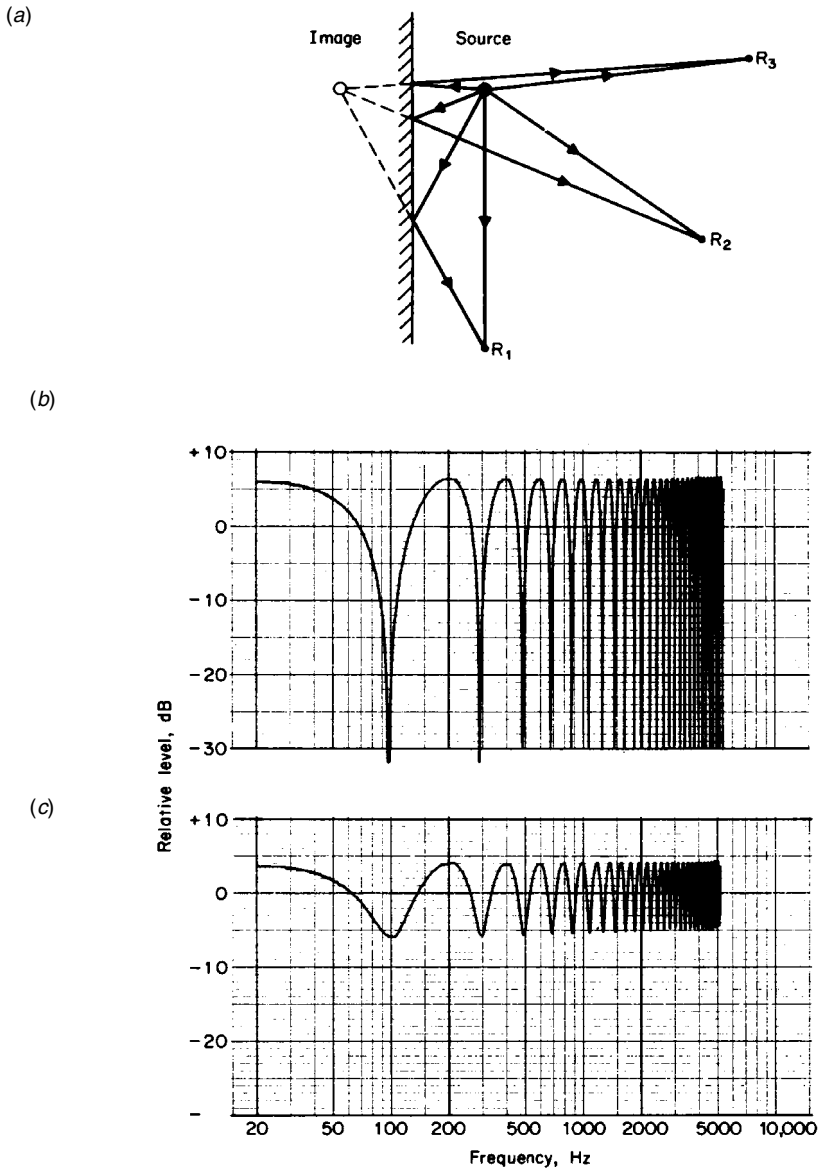 (a)
Image
Source
R3
R2
R1
(b)
+10
0
-10
-20
-30
(c)
Relative level, dB
+10
0
-10
-20
-
20 50 100 200 500 1000 2000 5000 10,000
Frequency, Hz